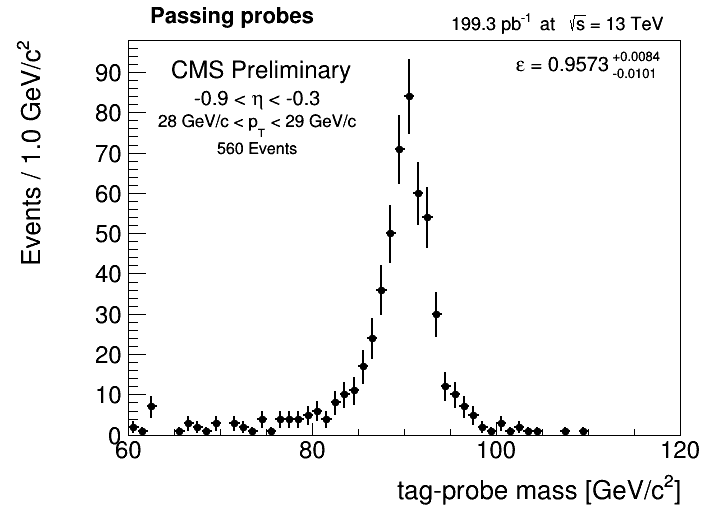 Passing probes
199.3 pb⁻¹ at √s = 13 TeV
CMS Preliminary
-0.9 < η < -0.3
28 GeV/c < p_T < 29 GeV/c
560 Events
ε = 0.9573 +0.0084 -0.0101
Events / 1.0 GeV/c²
90
80
70
60
50
40
30
20
10
0
60 80 100 120
tag-probe mass [GeV/c²]